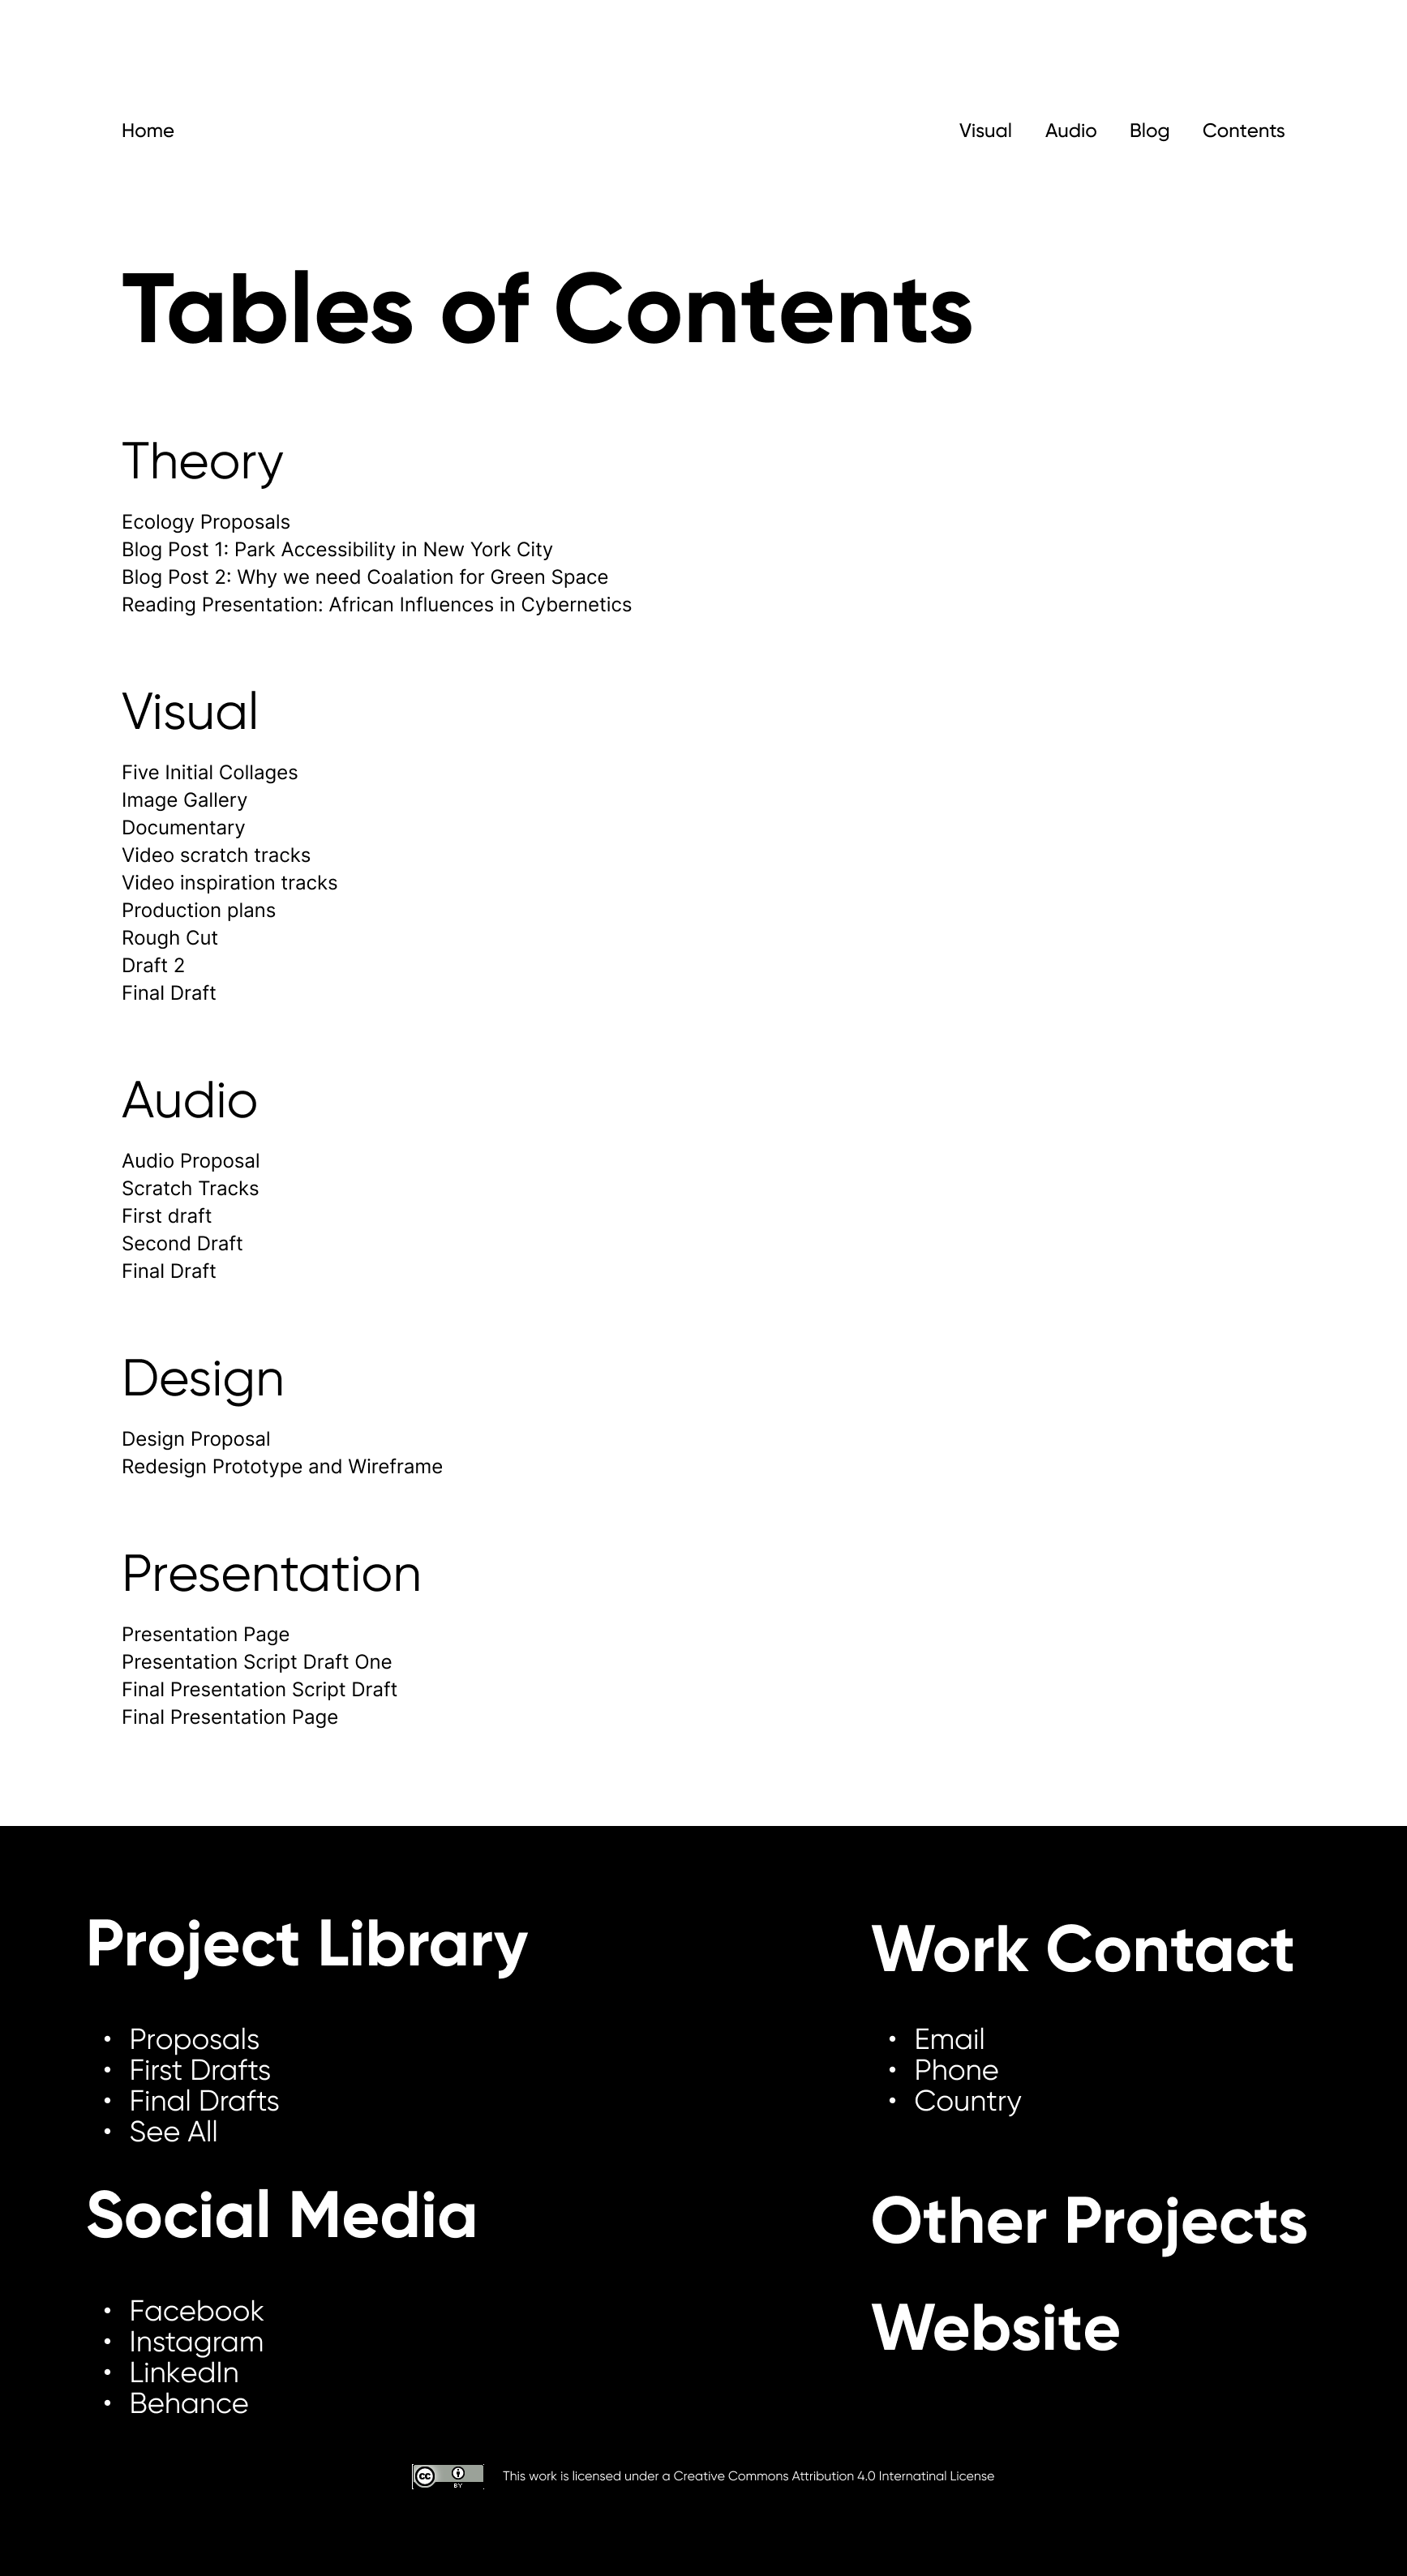 Home
Visual
Audio
Blog
Contents
Tables of Contents
Theory
Ecology Proposals
Blog Post 1: Park Accessibility in New York City
Blog Post 2: Why we need Coalation for Green Space
Reading Presentation: African Influences in Cybernetics
Visual
Five Initial Collages
Image Gallery
Documentary
Video scratch tracks
Video inspiration tracks
Production plans
Rough Cut
Draft 2
Final Draft
Audio
Audio Proposal
Scratch Tracks
First draft
Second Draft
Final Draft
Design
Design Proposal
Redesign Prototype and Wireframe
Presentation
Presentation Page
Presentation Script Draft One
Final Presentation Script Draft
Final Presentation Page
Project Library
• Proposals
• First Drafts
• Final Drafts
• See All
Work Contact
• Email
• Phone
• Country
Social Media
• Facebook
• Instagram
• LinkedIn
• Behance
Other Projects
Website
cc BY
This work is licensed under a Creative Commons Attribution 4.0 Internatinal License